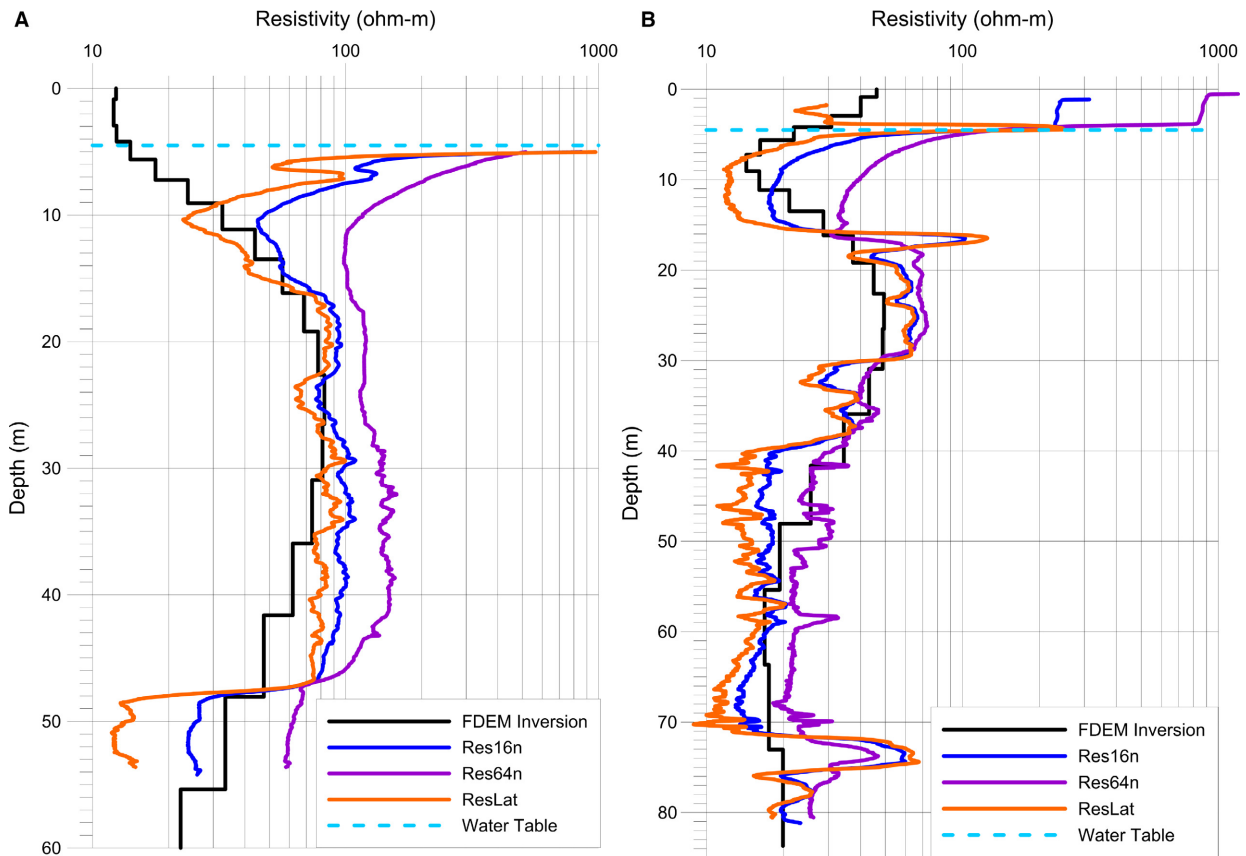 A
Resistivity (ohm-m)
10 100 1000
0
10
20
30
40
50
60
Depth (m)
FDEM Inversion
Res16n
Res64n
ResLat
Water Table
B
Resistivity (ohm-m)
10 100 1000
0
10
20
30
40
50
60
70
80
Depth (m)
FDEM Inversion
Res16n
Res64n
ResLat
Water Table